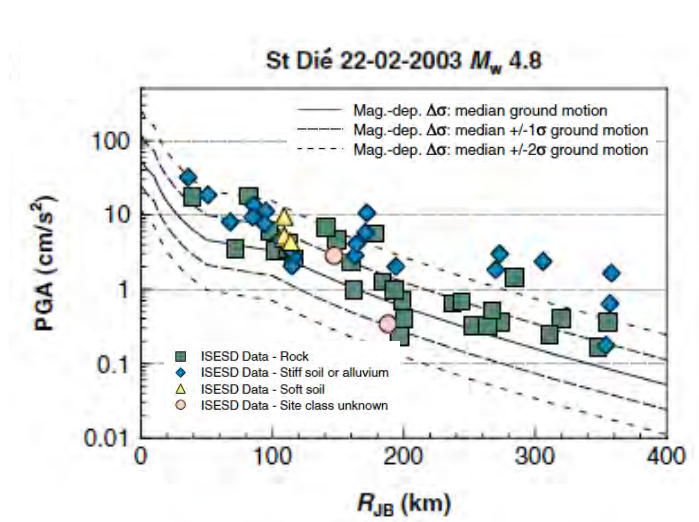 St Dié 22-02-2003 Mw 4.8
Mag.-dep. Δσ: median ground motion
Mag.-dep. Δσ: median +/-1σ ground motion
Mag.-dep. Δσ: median +/-2σ ground motion
100
10
1
0.1
0.01
PGA (cm/s²)
ISESD Data - Rock
ISESD Data - Stiff soil or alluvium
ISESD Data - Soft soil
ISESD Data - Site class unknown
0 100 200 300 400
RJB (km)